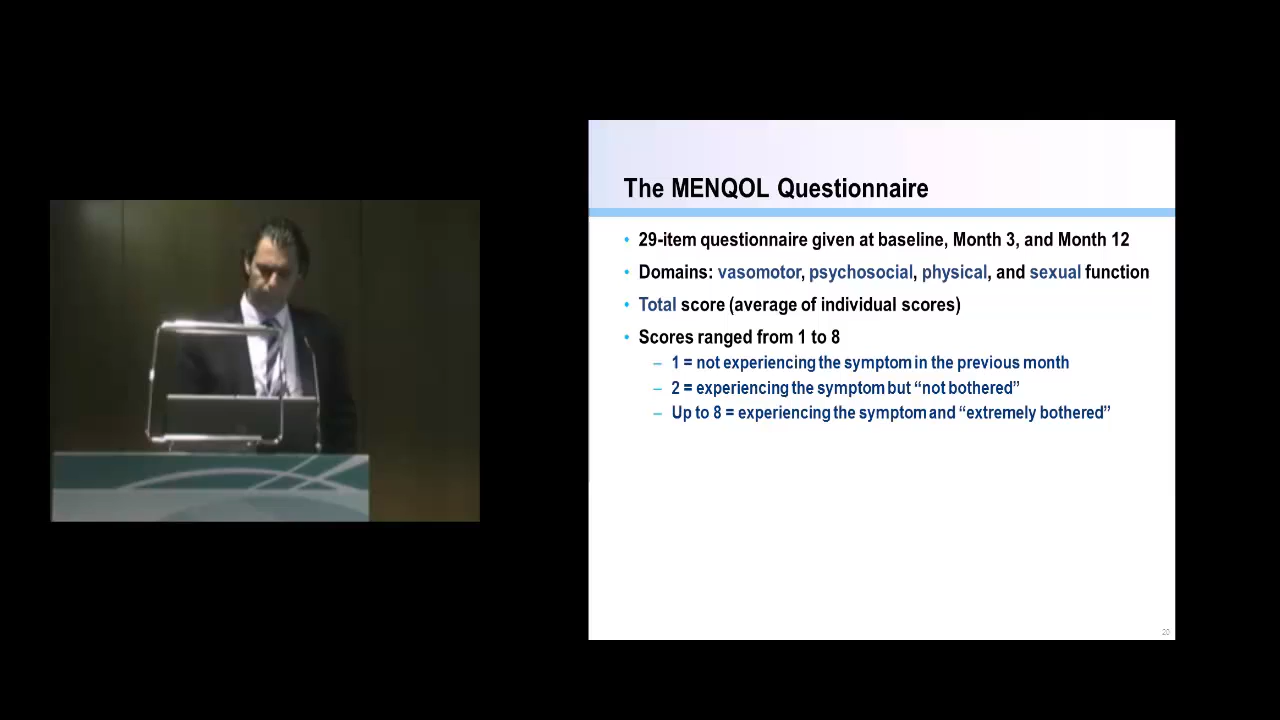 The MENQOL Questionnaire
• 29-item questionnaire given at baseline, Month 3, and Month 12
• Domains: vasomotor, psychosocial, physical, and sexual function
• Total score (average of individual scores)
• Scores ranged from 1 to 8
– 1 = not experiencing the symptom in the previous month
– 2 = experiencing the symptom but “not bothered”
– Up to 8 = experiencing the symptom and “extremely bothered”
20